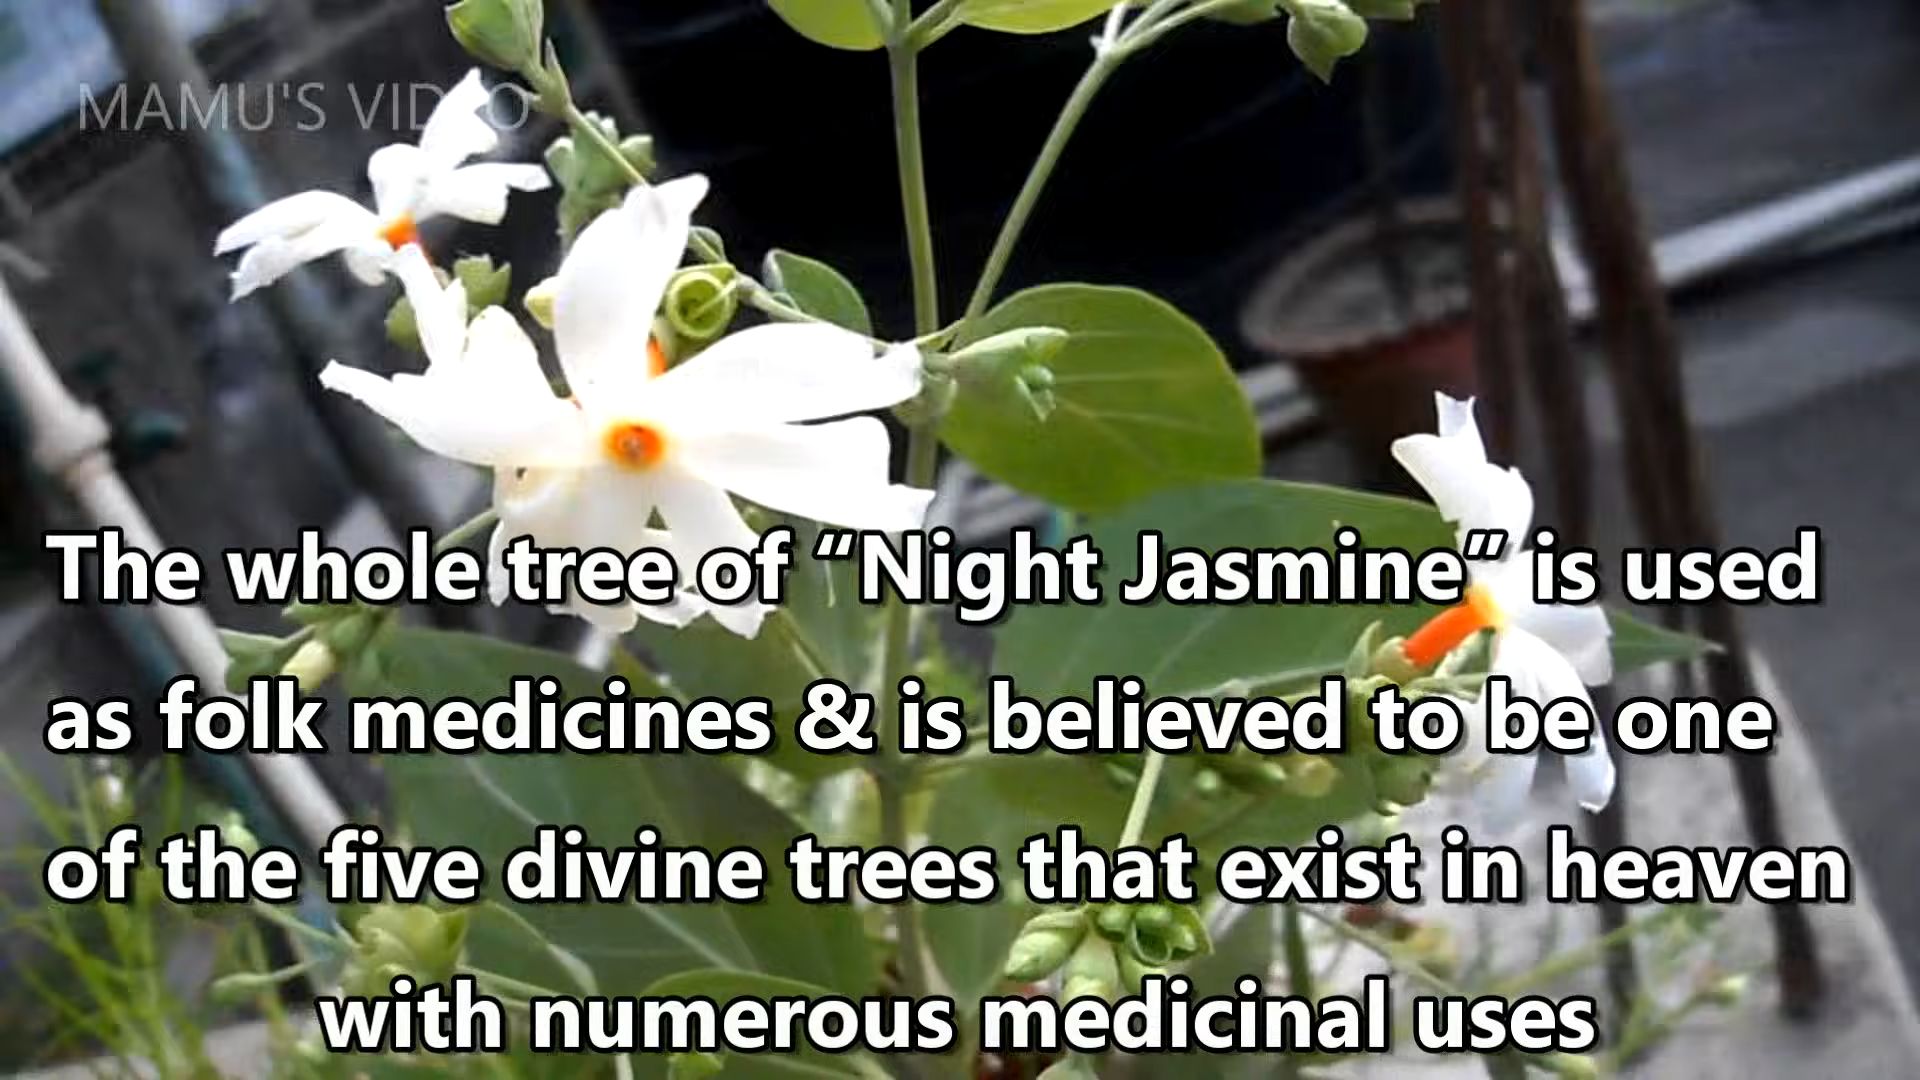 MAMU'S VIDEO
The whole tree of “Night Jasmine” is used
as folk medicines & is believed to be one
of the five divine trees that exist in heaven
with numerous medicinal uses